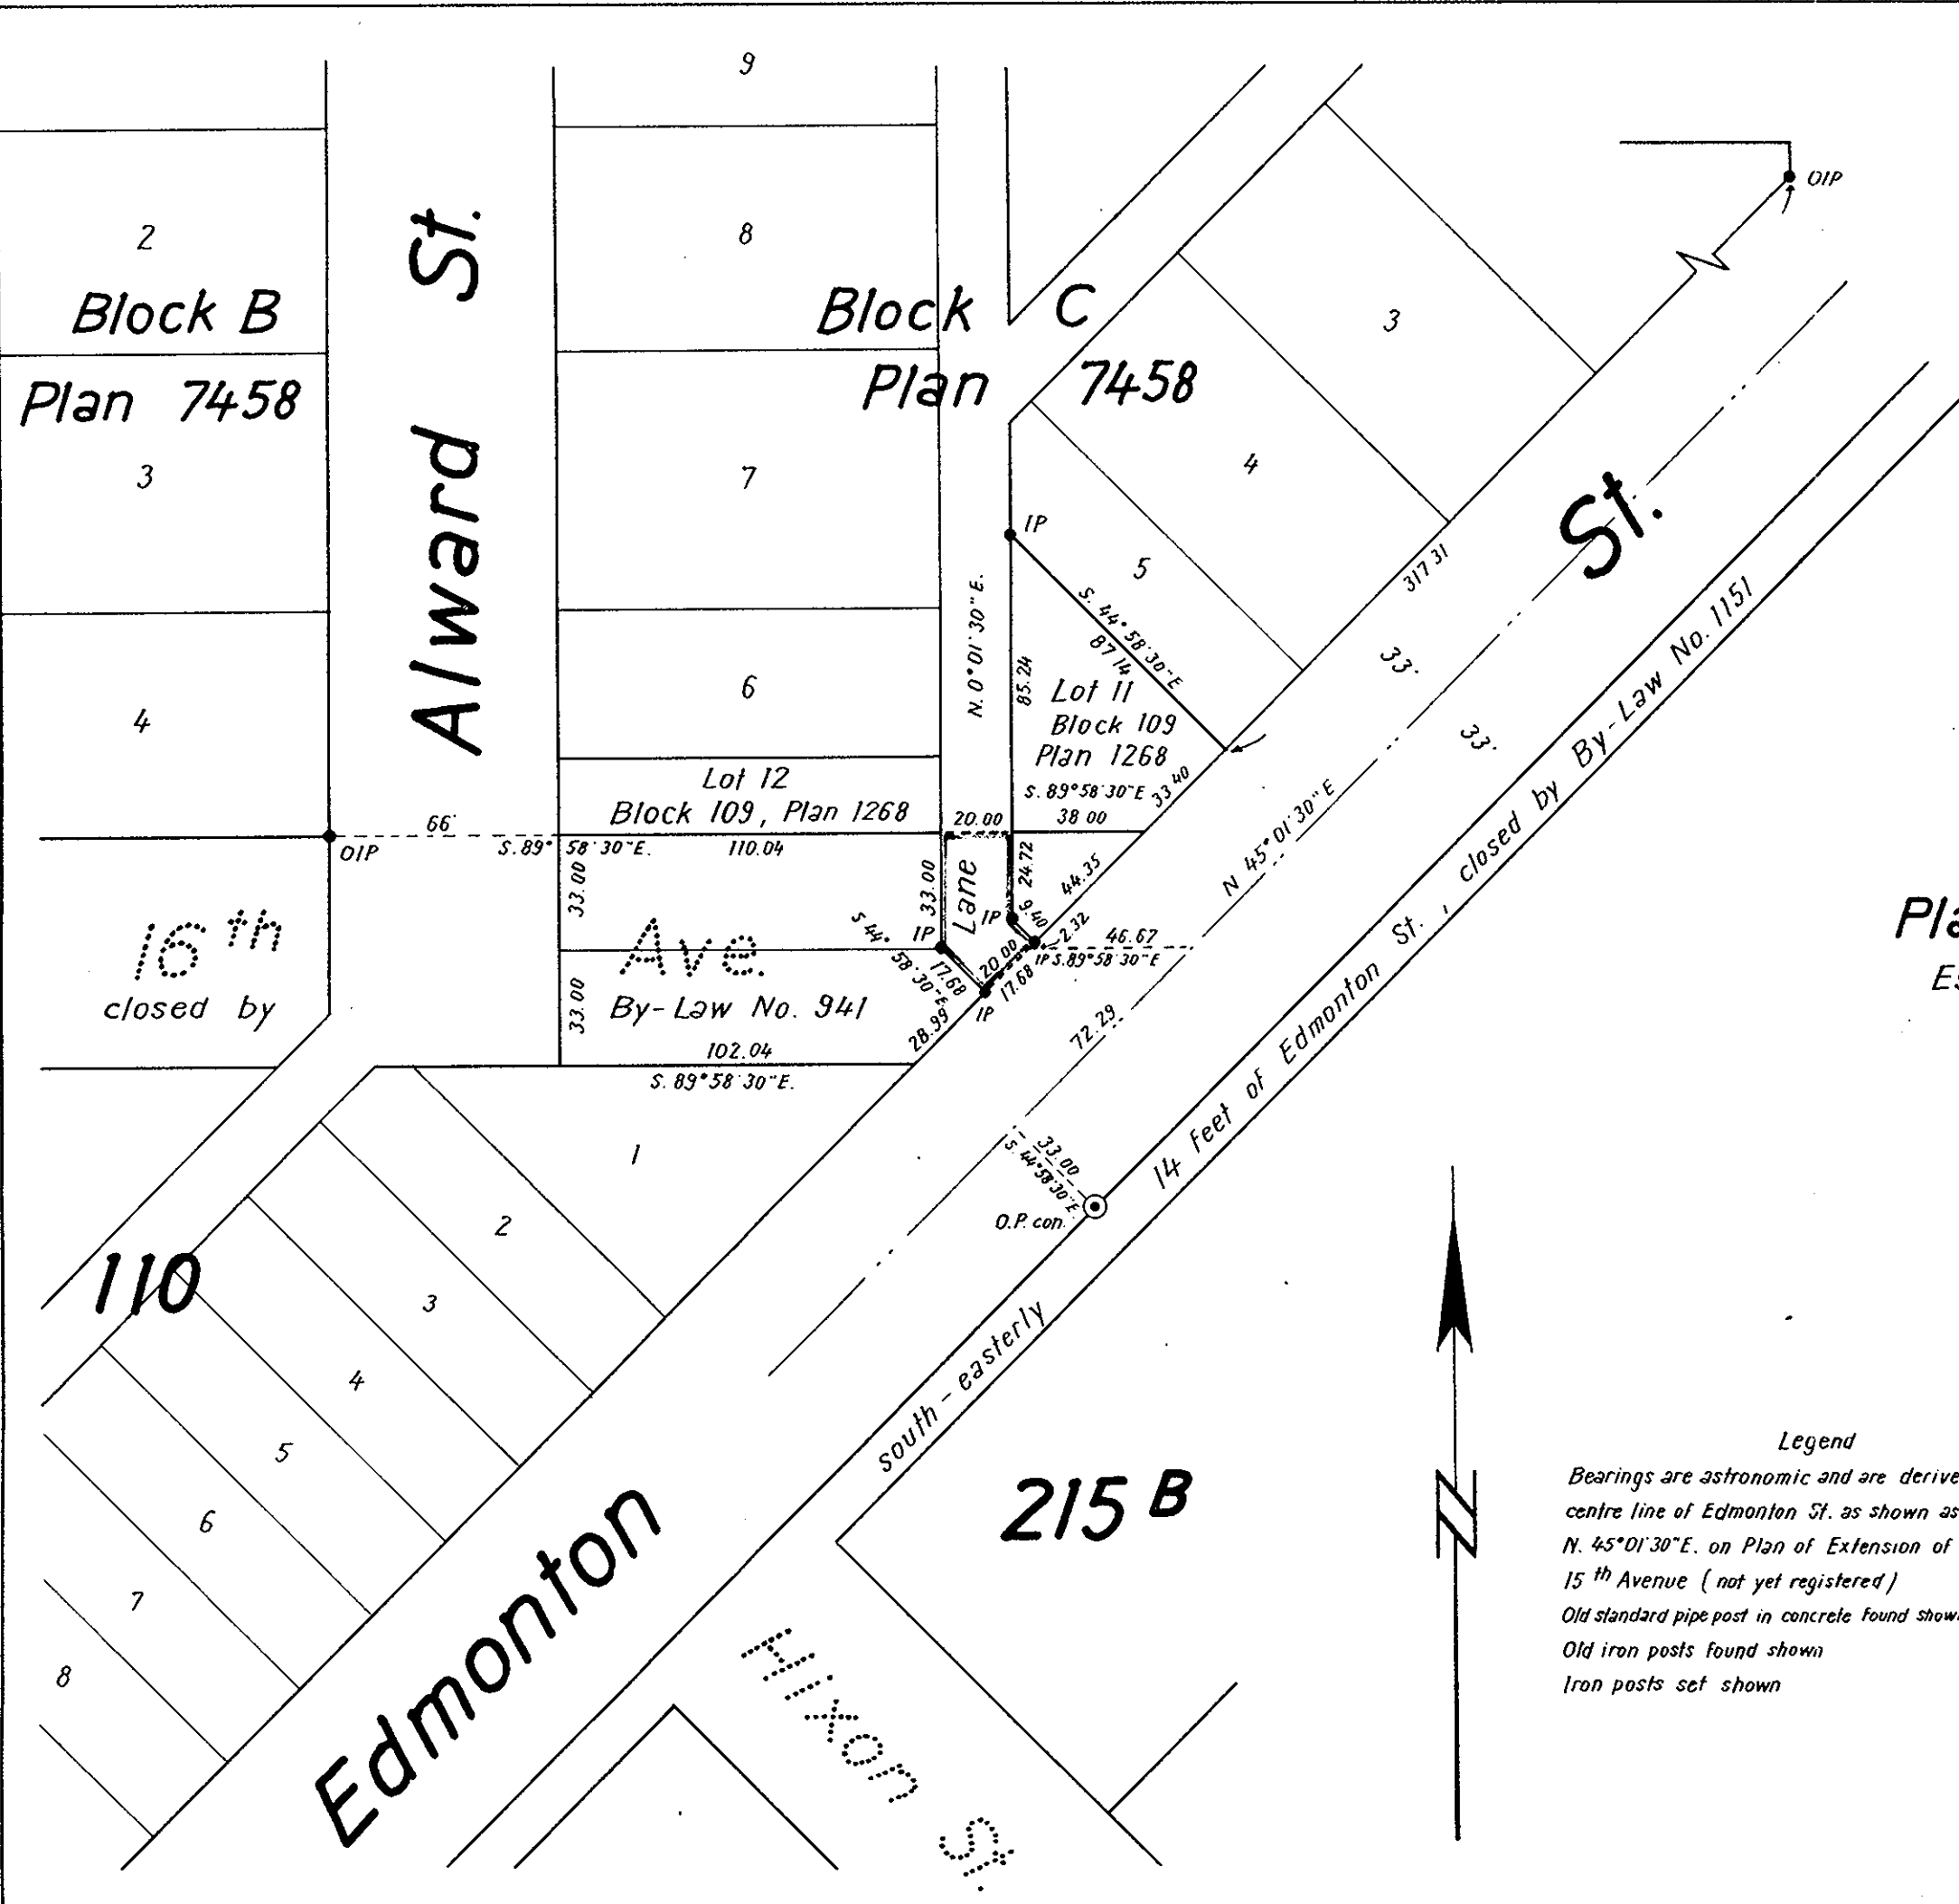 9
OIP
2
8
3
Block B
Block C
Plan 7458
Plan 7458
3
7
4
Alward St.
St.
IP
5
317.31
N. 0°01'30"E.
S. 44°58'30"E
87.14
85.24
33'
33'
4
6
Lot 11
Block 109
Plan 1268
S. 89°58'30"E
33.40
38.00
Lot 12
Block 109, Plan 1268
20.00
66'
OIP
S. 89°58'30"E.
110.04
33.00
33.00
Lane
24.72
44.35
N 45°01'30"E
16th Ave.
closed by By-Law No. 941
IP
IP
9.40
2.32
46.67
IP S. 89°58'30"E
S 44°58'30"E
17.68
20.00
17.68
IP
28.99
33.00
102.04
S. 89°58'30"E.
72.29
33.00
S. 44°58'30"E.
O.P. con.
south-easterly 14 feet of Edmonton St., closed by By-Law No. 1151
1
2
3
4
5
6
7
8
110
215 B
Edmonton
Hixon St.
N
Legend
Bearings are astronomic and are derive
centre line of Edmonton St. as shown as
N. 45°01'30"E. on Plan of Extension of
15th Avenue (not yet registered)
Old standard pipe post in concrete found show
Old iron posts found shown
Iron posts set shown